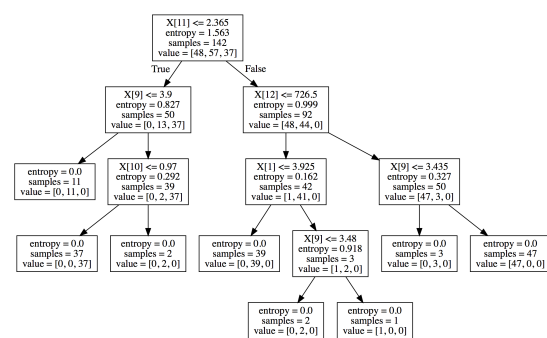 X[11] <= 2.365
entropy = 1.563
samples = 142
value = [48, 57, 37]
True
False
X[9] <= 3.9
entropy = 0.827
samples = 50
value = [0, 13, 37]
X[12] <= 726.5
entropy = 0.999
samples = 92
value = [48, 44, 0]
entropy = 0.0
samples = 11
value = [0, 11, 0]
X[10] <= 0.97
entropy = 0.292
samples = 39
value = [0, 2, 37]
X[1] <= 3.925
entropy = 0.162
samples = 42
value = [1, 41, 0]
X[9] <= 3.435
entropy = 0.327
samples = 50
value = [47, 3, 0]
entropy = 0.0
samples = 37
value = [0, 0, 37]
entropy = 0.0
samples = 2
value = [0, 2, 0]
entropy = 0.0
samples = 39
value = [0, 39, 0]
X[9] <= 3.48
entropy = 0.918
samples = 3
value = [1, 2, 0]
entropy = 0.0
samples = 3
value = [0, 3, 0]
entropy = 0.0
samples = 47
value = [47, 0, 0]
entropy = 0.0
samples = 2
value = [0, 2, 0]
entropy = 0.0
samples = 1
value = [1, 0, 0]